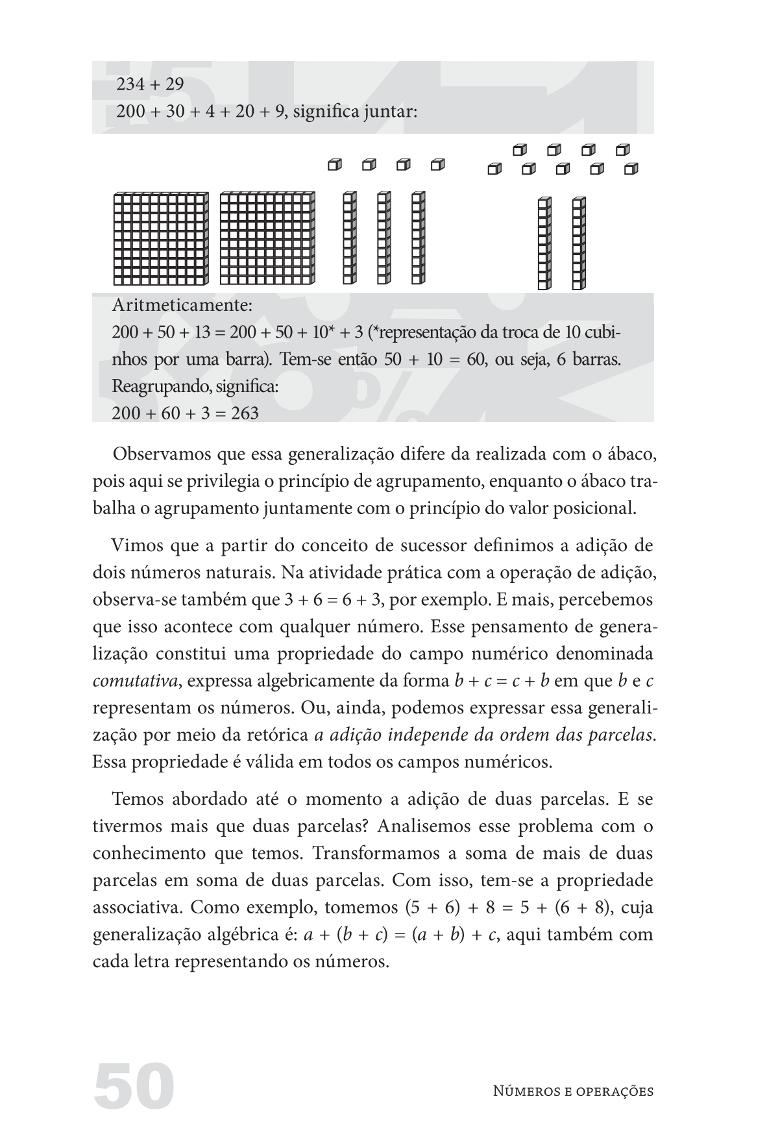 234 + 29
200 + 30 + 4 + 20 + 9, significa juntar:
Aritmeticamente:
200 + 50 + 13 = 200 + 50 + 10* + 3 (*representação da troca de 10 cubi-
nhos por uma barra). Tem-se então 50 + 10 = 60, ou seja, 6 barras.
Reagrupando, significa:
200 + 60 + 3 = 263
Observamos que essa generalização difere da realizada com o ábaco,
pois aqui se privilegia o princípio de agrupamento, enquanto o ábaco tra-
balha o agrupamento juntamente com o princípio do valor posicional.
Vimos que a partir do conceito de sucessor definimos a adição de
dois números naturais. Na atividade prática com a operação de adição,
observa-se também que 3 + 6 = 6 + 3, por exemplo. E mais, percebemos
que isso acontece com qualquer número. Esse pensamento de genera-
lização constitui uma propriedade do campo numérico denominada
comutativa, expressa algebricamente da forma b + c = c + b em que b e c
representam os números. Ou, ainda, podemos expressar essa generali-
zação por meio da retórica a adição independe da ordem das parcelas.
Essa propriedade é válida em todos os campos numéricos.
Temos abordado até o momento a adição de duas parcelas. E se
tivermos mais que duas parcelas? Analisemos esse problema com o
conhecimento que temos. Transformamos a soma de mais de duas
parcelas em soma de duas parcelas. Com isso, tem-se a propriedade
associativa. Como exemplo, tomemos (5 + 6) + 8 = 5 + (6 + 8), cuja
generalização algébrica é: a + (b + c) = (a + b) + c, aqui também com
cada letra representando os números.
50
Números e operações